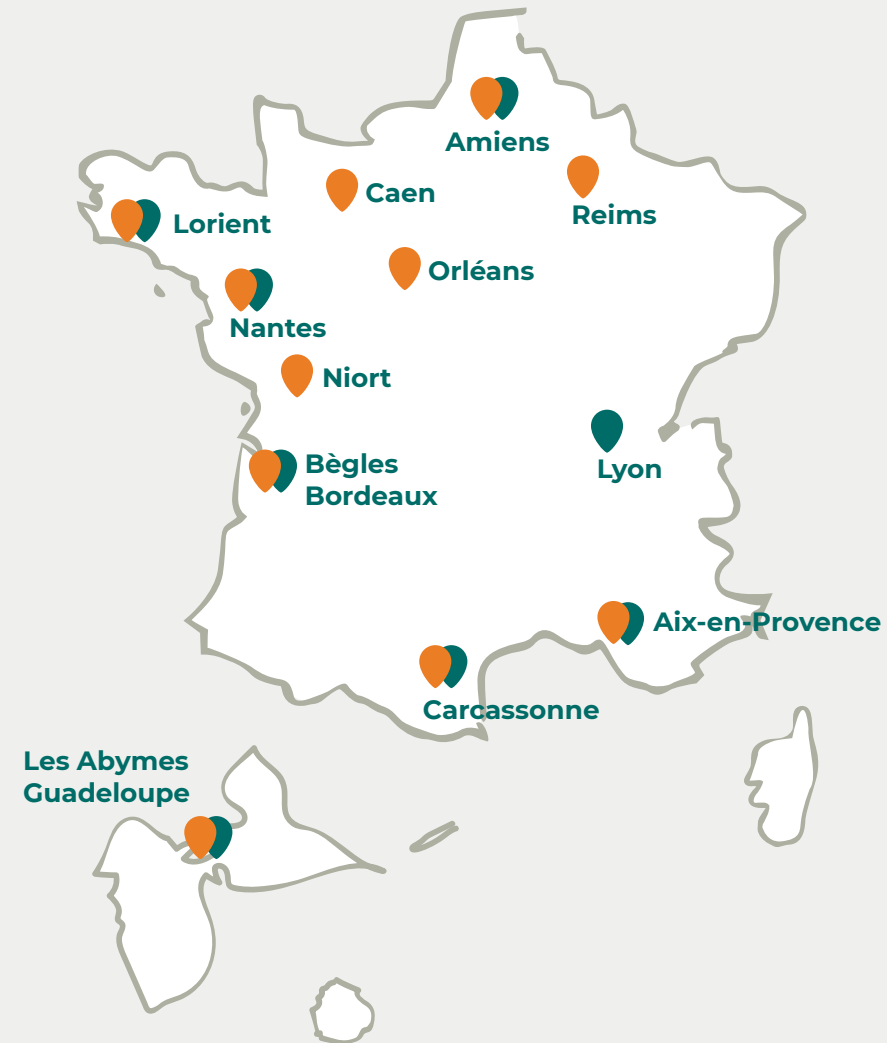 Amiens
Caen
Reims
Lorient
Orléans
Nantes
Niort
Bègles
Bordeaux
Lyon
Aix-en-Provence
Carcassonne
Les Abymes
Guadeloupe